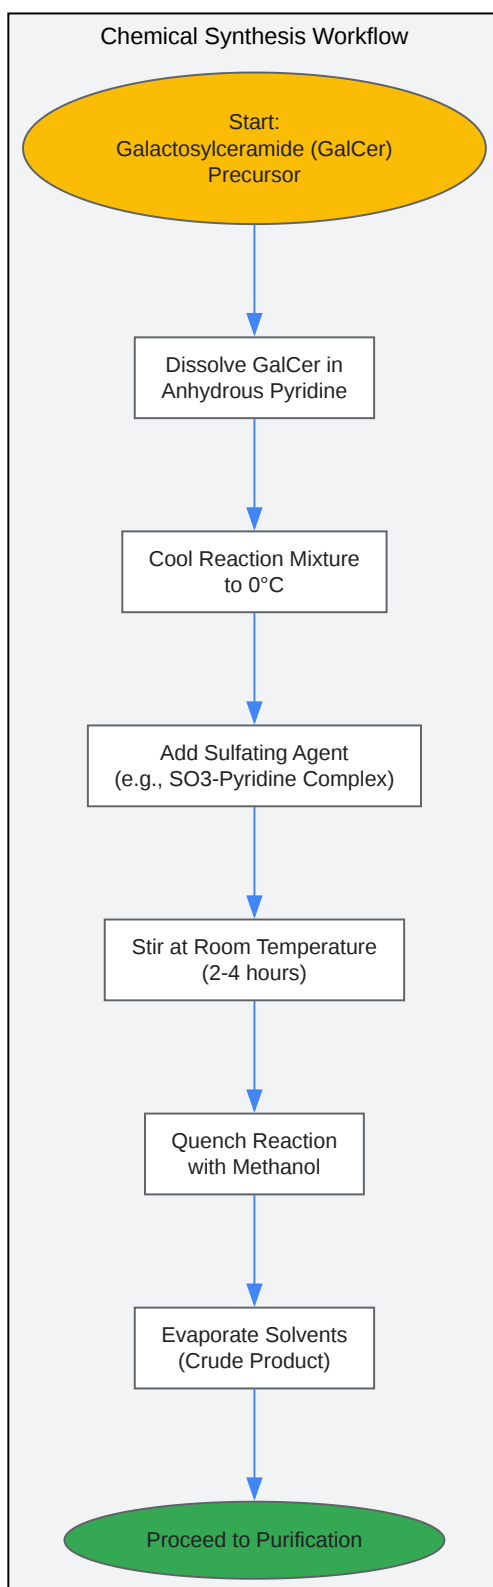 Chemical Synthesis Workflow
Start:
Galactosylceramide (GalCer)
Precursor
Dissolve GalCer in
Anhydrous Pyridine
Cool Reaction Mixture
to 0°C
Add Sulfating Agent
(e.g., SO3-Pyridine Complex)
Stir at Room Temperature
(2-4 hours)
Quench Reaction
with Methanol
Evaporate Solvents
(Crude Product)
Proceed to Purification